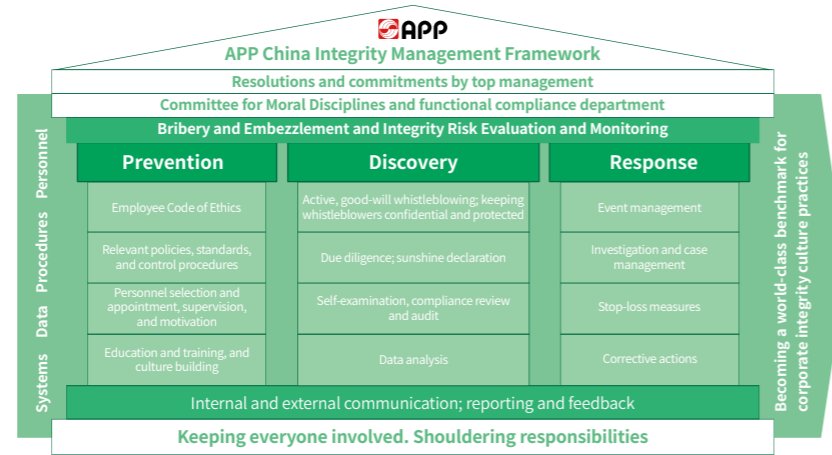 APP
APP China Integrity Management Framework
Resolutions and commitments by top management
Committee for Moral Disciplines and functional compliance department
Bribery and Embezzlement and Integrity Risk Evaluation and Monitoring
Personnel
Procedures
Data
Systems
Prevention
Employee Code of Ethics
Relevant policies, standards,
and control procedures
Personnel selection and
appointment, supervision,
and motivation
Education and training, and
culture building
Discovery
Active, good-will whistleblowing; keeping
whistleblowers confidential and protected
Due diligence; sunshine declaration
Self-examination, compliance review
and audit
Data analysis
Response
Event management
Investigation and case
management
Stop-loss measures
Corrective actions
Becoming a world-class benchmark for
corporate integrity culture practices
Internal and external communication; reporting and feedback
Keeping everyone involved. Shouldering responsibilities